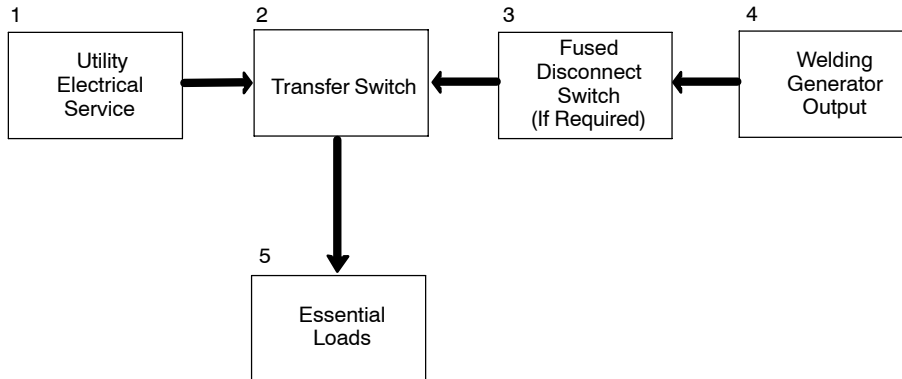 1
Utility
Electrical
Service
2
Transfer Switch
3
Fused
Disconnect
Switch
(If Required)
4
Welding
Generator
Output
5
Essential
Loads